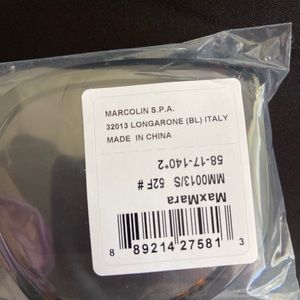 MARCOLIN S.P.A.
32013 LONGARONE (BL) ITALY
MADE IN CHINA
58-17-140*2
MM0013/S 52F#
MaxMara
8 89214 27581 3